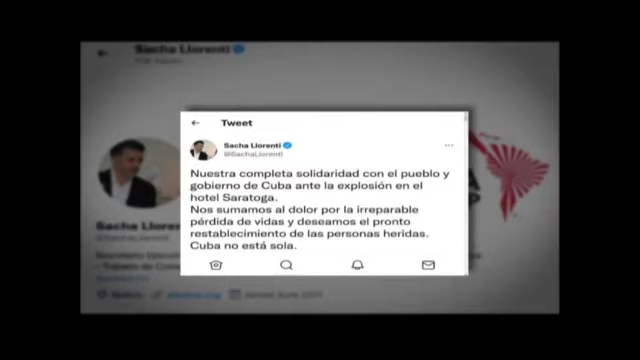 Sacha Llorenti
Tweet
Sacha Llorenti
@SachaLlorenti
Nuestra completa solidaridad con el pueblo y
gobierno de Cuba ante la explosión en el
hotel Saratoga.
Nos sumamos al dolor por la irreparable
pérdida de vidas y deseamos el pronto
restablecimiento de las personas heridas.
Cuba no está sola.
Sacha Lloren